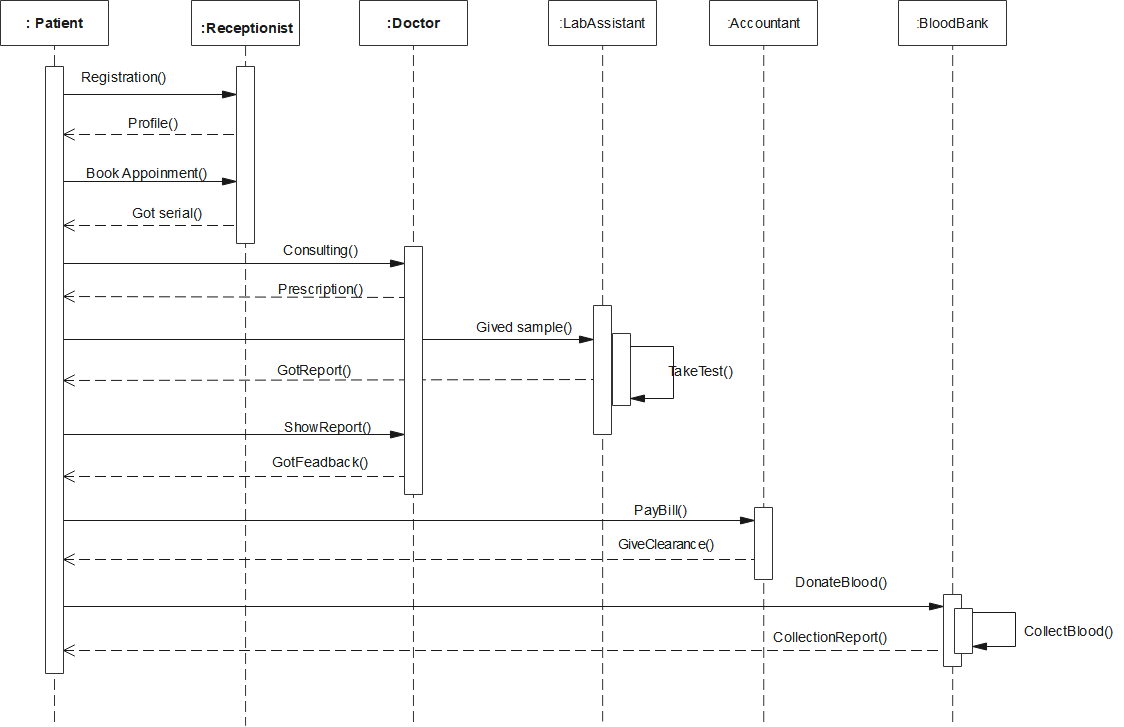 : Patient
:Receptionist
:Doctor
:LabAssistant
:Accountant
:BloodBank
Registration()
Profile()
Book Appoinment()
Got serial()
Consulting()
Prescription()
Gived sample()
GotReport()
TakeTest()
ShowReport()
GotFeadback()
PayBill()
GiveClearance()
DonateBlood()
CollectionReport()
CollectBlood()